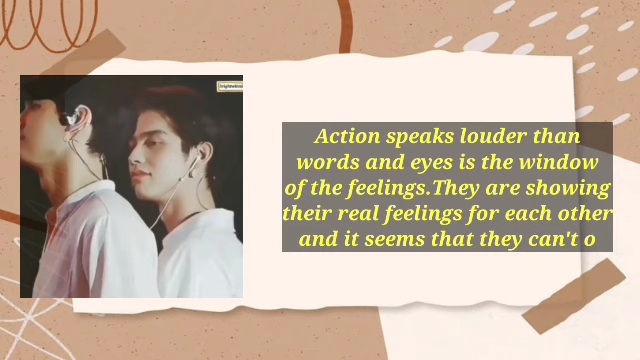 Action speaks louder than
words and eyes is the window
of the feelings.They are showing
their real feelings for each other
and it seems that they can't o